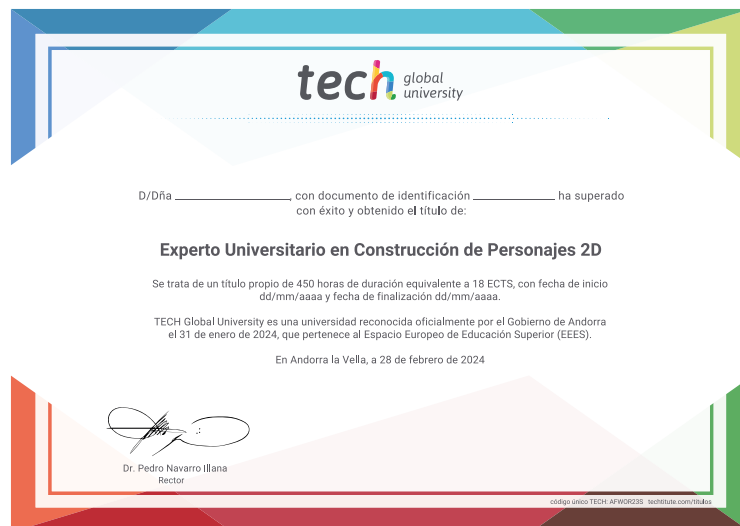 tech global
university
D/Dña ____________________, con documento de identificación ______________ ha superado
con éxito y obtenido el título de:
Experto Universitario en Construcción de Personajes 2D
Se trata de un título propio de 450 horas de duración equivalente a 18 ECTS, con fecha de inicio
dd/mm/aaaa y fecha de finalización dd/mm/aaaa.
TECH Global University es una universidad reconocida oficialmente por el Gobierno de Andorra
el 31 de enero de 2024, que pertenece al Espacio Europeo de Educación Superior (EEES).
En Andorra la Vella, a 28 de febrero de 2024
Dr. Pedro Navarro Illana
Rector
código único TECH: AFWOR23S techtitute.com/titulos